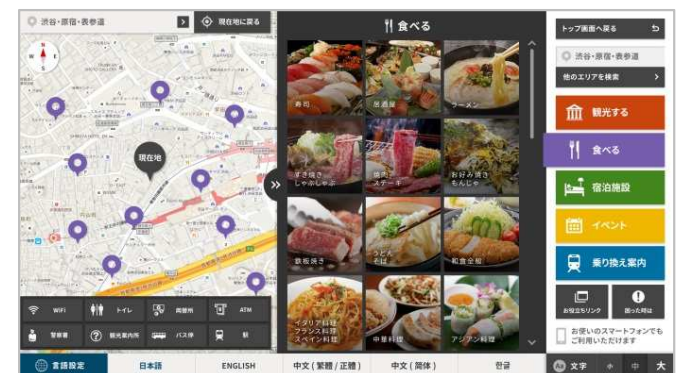 渋谷・原宿・表参道
現在地に戻る
N
W
E
S
現在地
WiFi
トイレ
両替所
ATM
警察署
観光案内所
バス停
駅
食べる
寿司
居酒屋
ラーメン
すき焼き
しゃぶしゃぶ
焼肉
ステーキ
お好み焼き
もんじゃ
鉄板焼き
うどん
そば
和食全般
イタリア料理
フランス料理
スペイン料理
中華料理
アジアン料理
トップ画面へ戻る
渋谷・原宿・表参道
他のエリアを検索
観光する
食べる
宿泊施設
イベント
乗り換え案内
お役立ちリンク
困った時は
お使いのスマートフォンでも
ご利用いただけます
言語設定
日本語
ENGLISH
中文 ( 繁體 / 正體 )
中文 ( 简体 )
한글
文字
小
中
大